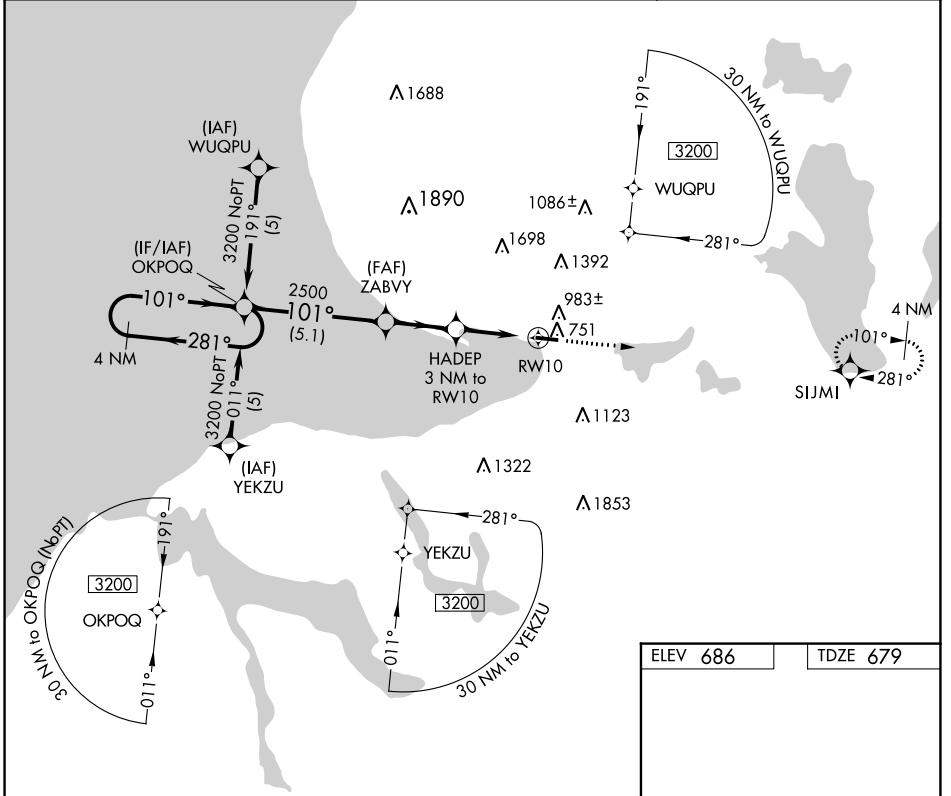 1688
(IAF)
WUQPU
3200 NoPT
191°
(5)
1890
1086±
1698
1392
191°
30 NM to WUQPU
3200
WUQPU
281°
(IF/IAF)
OKPOQ
101°
281°
4 NM
2500
101°
(5.1)
(FAF)
ZABVY
HADEP
3 NM to
RW10
983±
751
RW10
4 NM
101°
281°
SIJMI
3200 NoPT
011°
(5)
(IAF)
YEKZU
1123
1322
1853
30 NM to OKPOQ (NoPT)
191°
3200
OKPOQ
011°
281°
YEKZU
3200
011°
30 NM to YEKZU
ELEV 686
TDZE 679